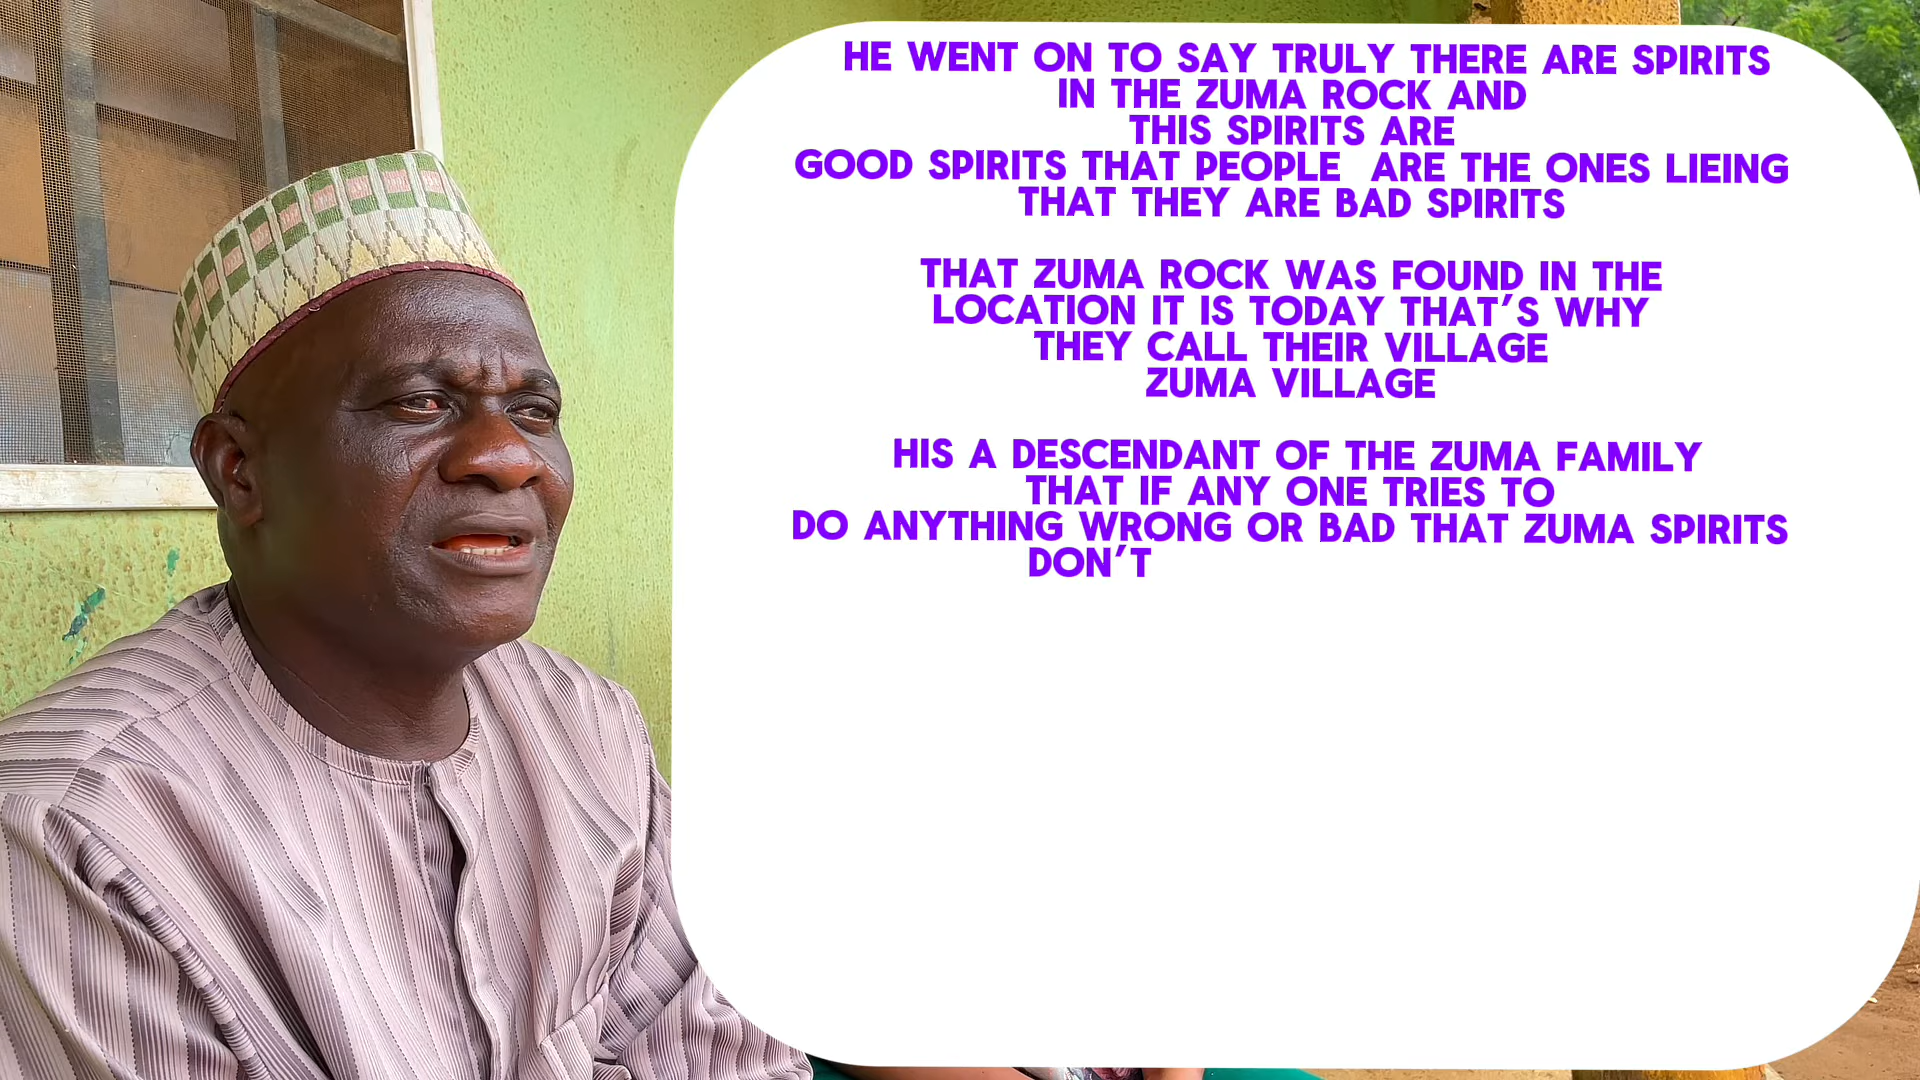 HE WENT ON TO SAY TRULY THERE ARE SPIRITS
IN THE ZUMA ROCK AND
THIS SPIRITS ARE
GOOD SPIRITS THAT PEOPLE ARE THE ONES LIEING
THAT THEY ARE BAD SPIRITS
THAT ZUMA ROCK WAS FOUND IN THE
LOCATION IT IS TODAY THAT'S WHY
THEY CALL THEIR VILLAGE
ZUMA VILLAGE
HIS A DESCENDANT OF THE ZUMA FAMILY
THAT IF ANY ONE TRIES TO
DO ANYTHING WRONG OR BAD THAT ZUMA SPIRITS
DON'T